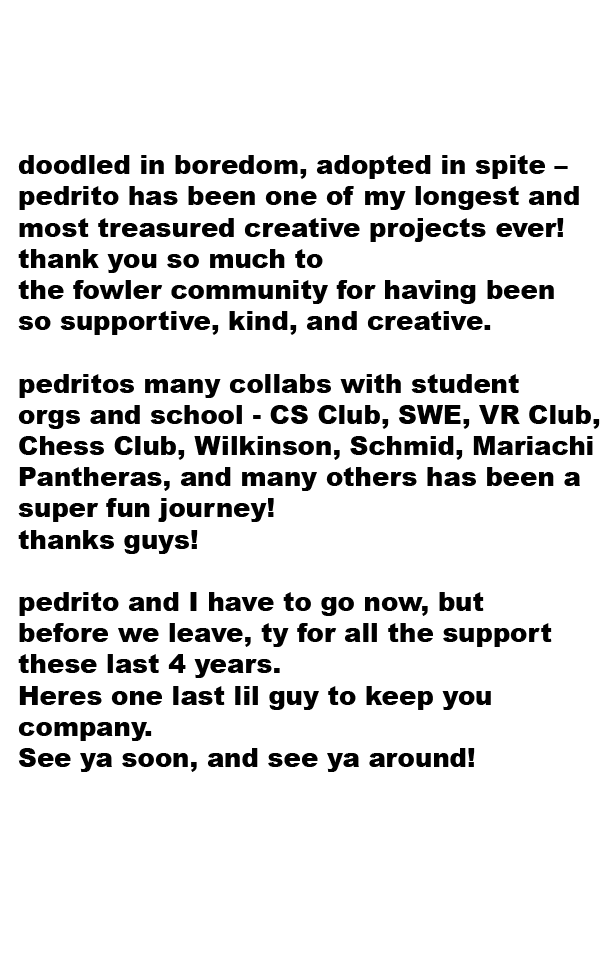 doodled in boredom, adopted in spite –
pedrito has been one of my longest and
most treasured creative projects ever!
thank you so much to
the fowler community for having been
so supportive, kind, and creative.
pedritos many collabs with student
orgs and school - CS Club, SWE, VR Club,
Chess Club, Wilkinson, Schmid, Mariachi
Pantheras, and many others has been a
super fun journey!
thanks guys!
pedrito and I have to go now, but
before we leave, ty for all the support
these last 4 years.
Heres one last lil guy to keep you
company.
See ya soon, and see ya around!